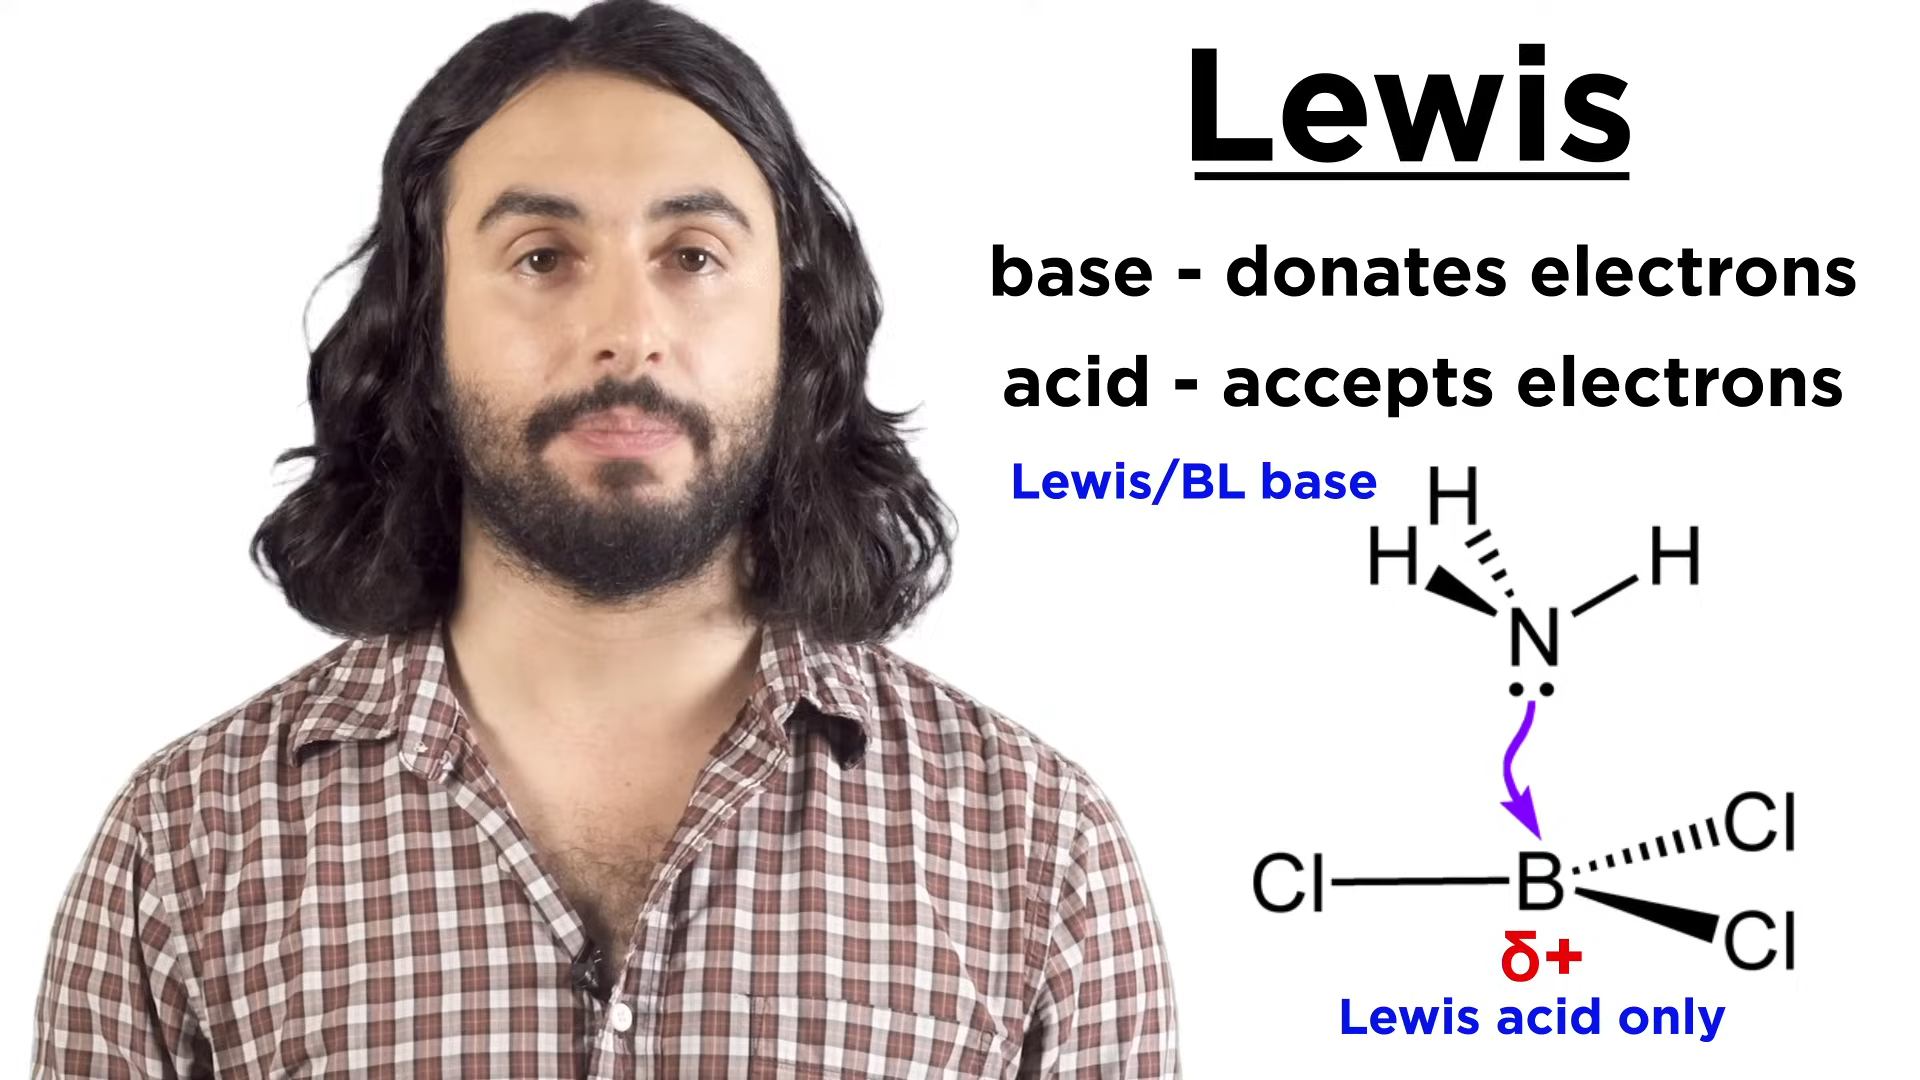 Lewis
base - donates electrons
acid - accepts electrons
Lewis/BL base
H
H
H
N
Cl
Cl
B
Cl
δ+
Lewis acid only